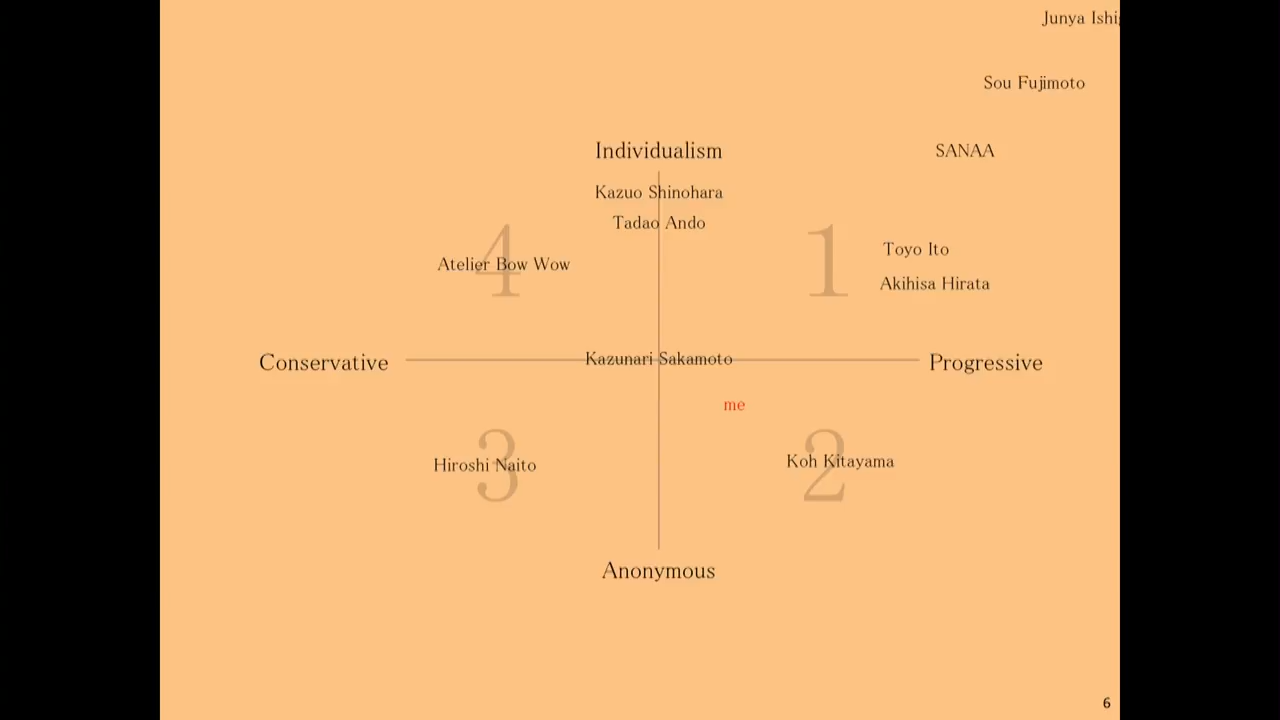 Junya Ishi
Sou Fujimoto
Individualism
SANAA
Kazuo Shinohara
Tadao Ando
4
1
Toyo Ito
Atelier Bow Wow
Akihisa Hirata
Conservative
Kazunari Sakamoto
Progressive
me
3
2
Hiroshi Naito
Koh Kitayama
Anonymous
6